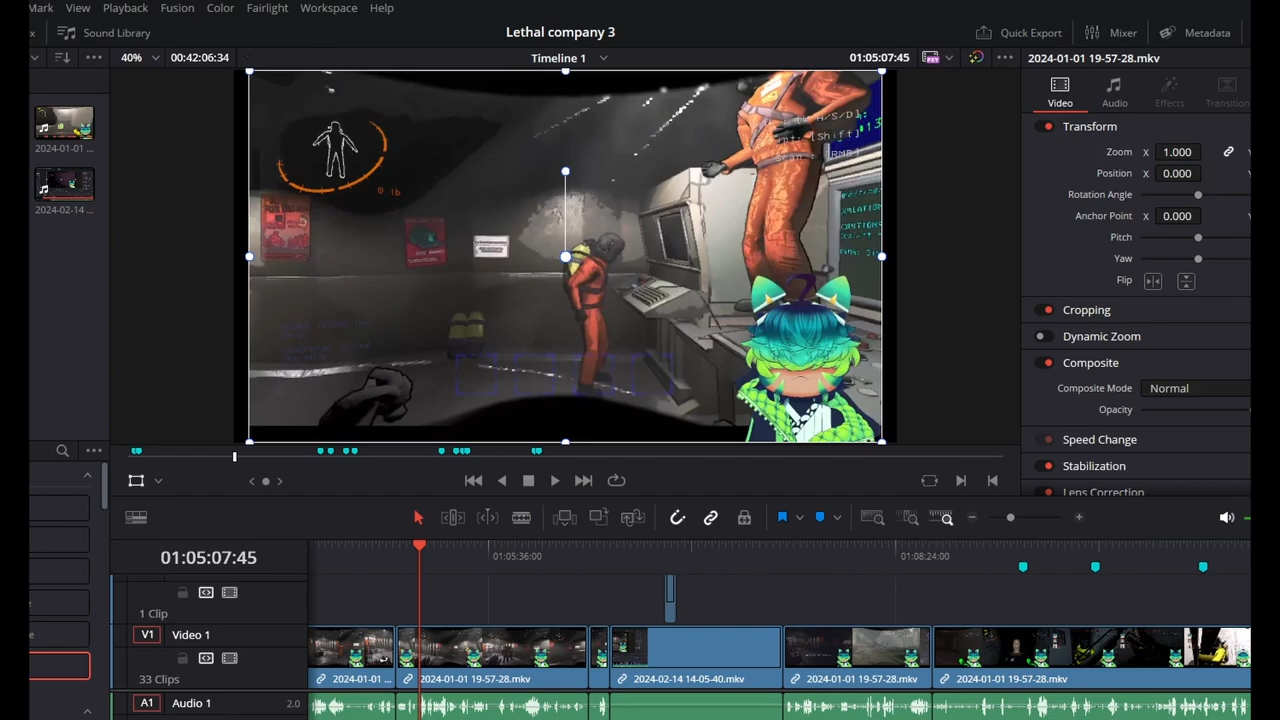 Mark View Playback Fusion Color Fairlight Workspace Help
x Sound Library Lethal company 3 Quick Export Mixer Metadata
40% 00:42:06:34 Timeline 1 01:05:07:45 2024-01-01 19-57-28.mkv
Video Audio Effects Transition
2024-01-01 ...
2024-02-14 ...
0 lb
[Shift]
[RMB]
Transform
Zoom X 1.000
Position X 0.000
Rotation Angle
Anchor Point X 0.000
Pitch
Yaw
Flip
Cropping
Dynamic Zoom
Composite
Composite Mode Normal
Opacity
Speed Change
Stabilization
Lens Correction
01:05:07:45 01:05:36:00 01:08:24:00
1 Clip
V1 Video 1
33 Clips
2024-01-01 ... 2024-01-01 19-57-28.mkv 2024-02-14 14-05-40.mkv 2024-01-01 19-57-28.mkv 2024-01-01 19-57-28.mkv
A1 Audio 1 2.0